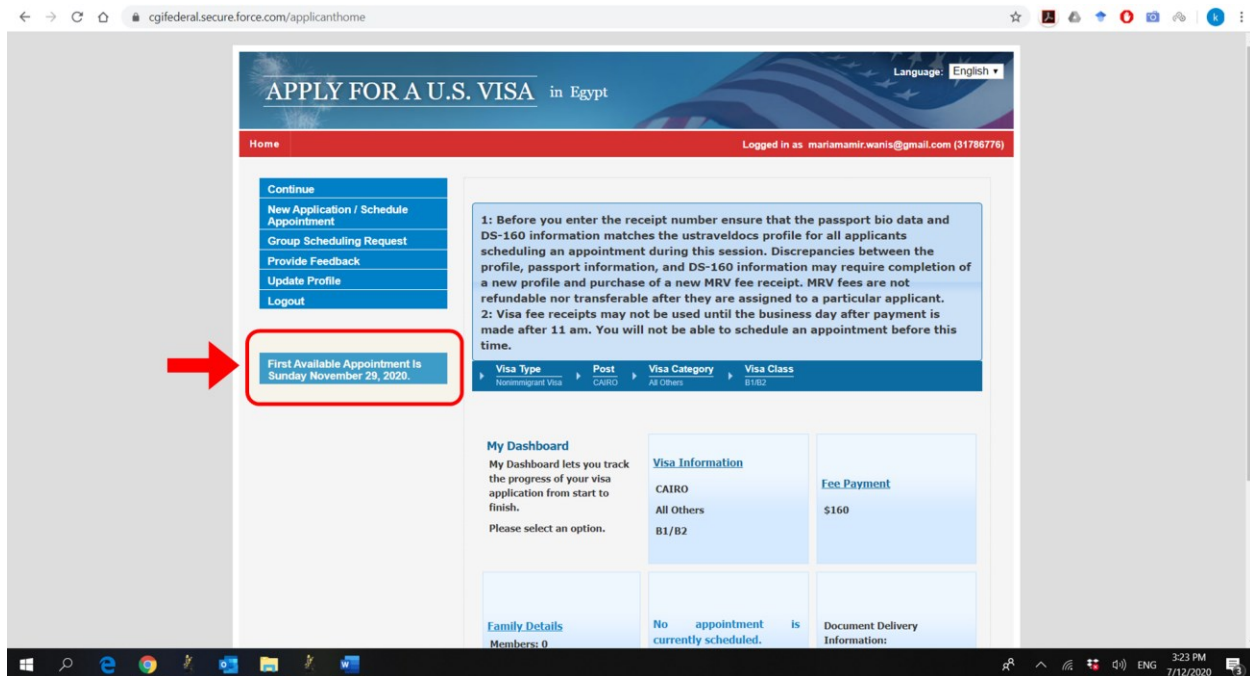 cgifederal.secure.force.com/applicanthome
k
Language: English
APPLY FOR A U.S. VISA in Egypt
Home
Logged in as mariamamir.wanis@gmail.com (31786776)
Continue
New Application / Schedule
Appointment
Group Scheduling Request
Provide Feedback
Update Profile
Logout
First Available Appointment Is
Sunday November 29, 2020.
1: Before you enter the receipt number ensure that the passport bio data and
DS-160 information matches the ustraveldocs profile for all applicants
scheduling an appointment during this session. Discrepancies between the
profile, passport information, and DS-160 information may require completion of
a new profile and purchase of a new MRV fee receipt. MRV fees are not
refundable nor transferable after they are assigned to a particular applicant.
2: Visa fee receipts may not be used until the business day after payment is
made after 11 am. You will not be able to schedule an appointment before this
time.
Visa Type Post Visa Category Visa Class
Nonimmigrant Visa CAIRO All Others B1/B2
My Dashboard
My Dashboard lets you track
the progress of your visa
application from start to
finish.
Please select an option.
Visa Information
CAIRO
All Others
B1/B2
Fee Payment
$160
Family Details
Members: 0
No appointment is
currently scheduled.
Document Delivery
Information:
ENG
3:23 PM
7/12/2020
3